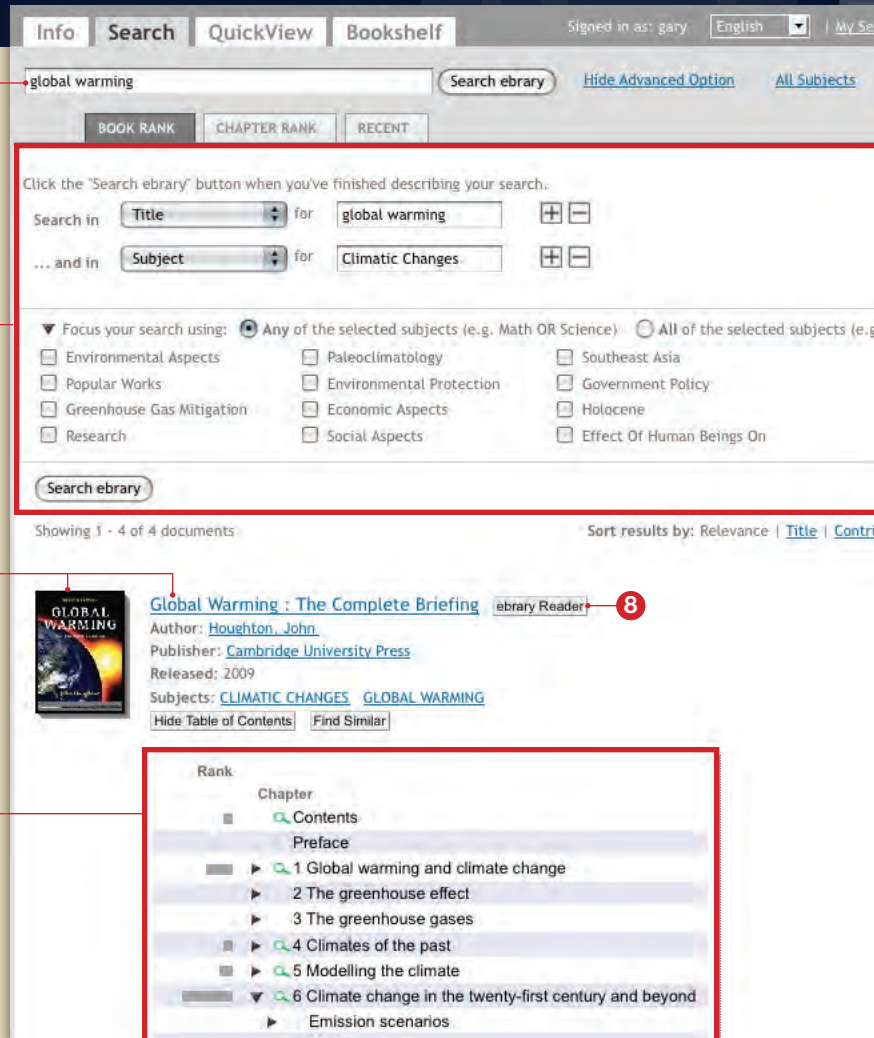 Info Search QuickView Bookshelf Signed in as: gary English | My Se
global warming Search ebrary Hide Advanced Option All Subjects
BOOK RANK CHAPTER RANK RECENT
Click the "Search ebrary" button when you've finished describing your search.
Search in Title for global warming
... and in Subject for Climatic Changes
Focus your search using: Any of the selected subjects (e.g. Math OR Science) All of the selected subjects (e.g
Environmental Aspects Paleoclimatology Southeast Asia
Popular Works Environmental Protection Government Policy
Greenhouse Gas Mitigation Economic Aspects Holocene
Research Social Aspects Effect Of Human Beings On
Search ebrary
Showing 1 - 4 of 4 documents Sort results by: Relevance | Title | Contri
GLOBAL
WARMING
Global Warming : The Complete Briefing ebrary Reader 8
Author: Houghton, John
Publisher: Cambridge University Press
Released: 2009
Subjects: CLIMATIC CHANGES GLOBAL WARMING
Hide Table of Contents Find Similar
Rank
Chapter
Contents
Preface
1 Global warming and climate change
2 The greenhouse effect
3 The greenhouse gases
4 Climates of the past
5 Modelling the climate
6 Climate change in the twenty-first century and beyond
Emission scenarios